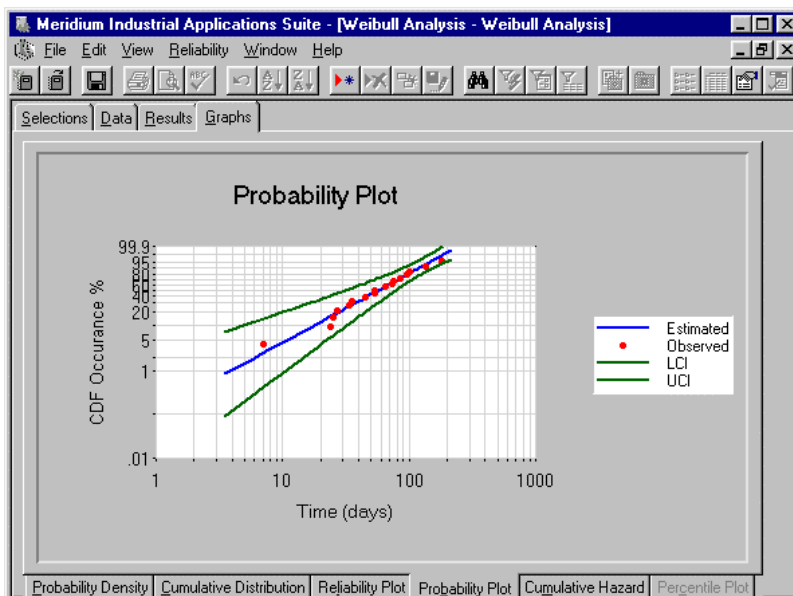 Meridium Industrial Applications Suite - [Weibull Analysis - Weibull Analysis]
File Edit View Reliability Window Help
ABC A Z Z A
Selections Data Results Graphs
Probability Plot
99.9
95
80
40
20
5
1
.01
CDF Occurance %
1 10 100 1000
Time (days)
Estimated
Observed
LCI
UCI
Probability Density Cumulative Distribution Reliability Plot Probability Plot Cumulative Hazard Percentile Plot